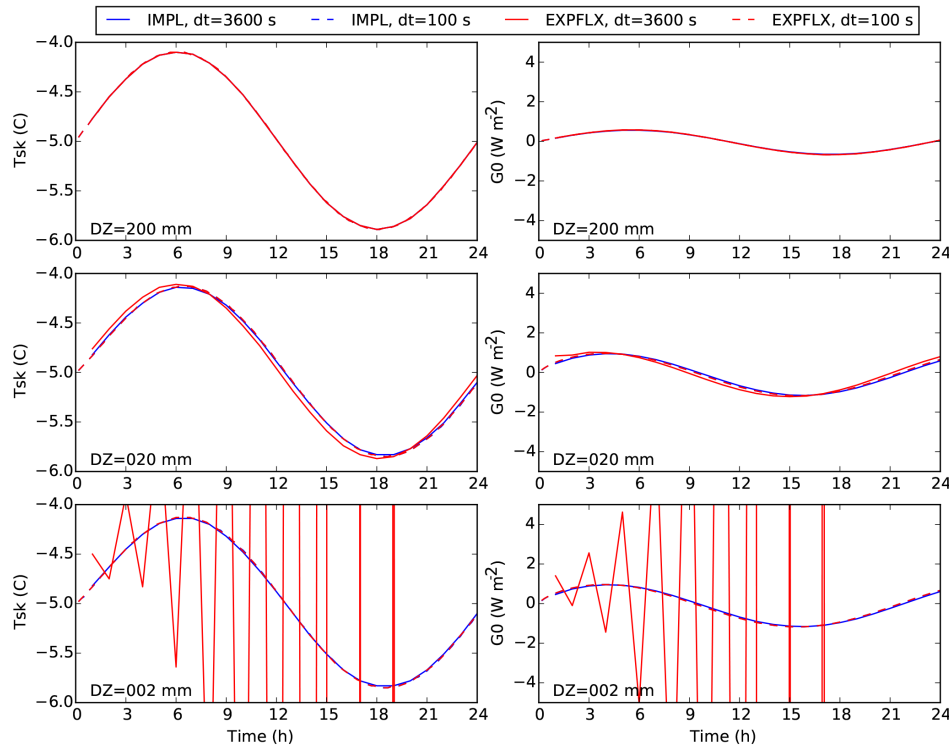 IMPL, dt=3600 s IMPL, dt=100 s EXPFLX, dt=3600 s EXPFLX, dt=100 s
−4.0
−4.5
−5.0
−5.5
−6.0
Tsk (C)
DZ=200 mm
0 3 6 9 12 15 18 21 24
4
2
0
−2
−4
G0 (W m⁻²)
DZ=200 mm
0 3 6 9 12 15 18 21 24
−4.0
−4.5
−5.0
−5.5
−6.0
Tsk (C)
DZ=020 mm
0 3 6 9 12 15 18 21 24
4
2
0
−2
−4
G0 (W m⁻²)
DZ=020 mm
0 3 6 9 12 15 18 21 24
−4.0
−4.5
−5.0
−5.5
−6.0
Tsk (C)
DZ=002 mm
0 3 6 9 12 15 18 21 24
Time (h)
4
2
0
−2
−4
G0 (W m⁻²)
DZ=002 mm
0 3 6 9 12 15 18 21 24
Time (h)